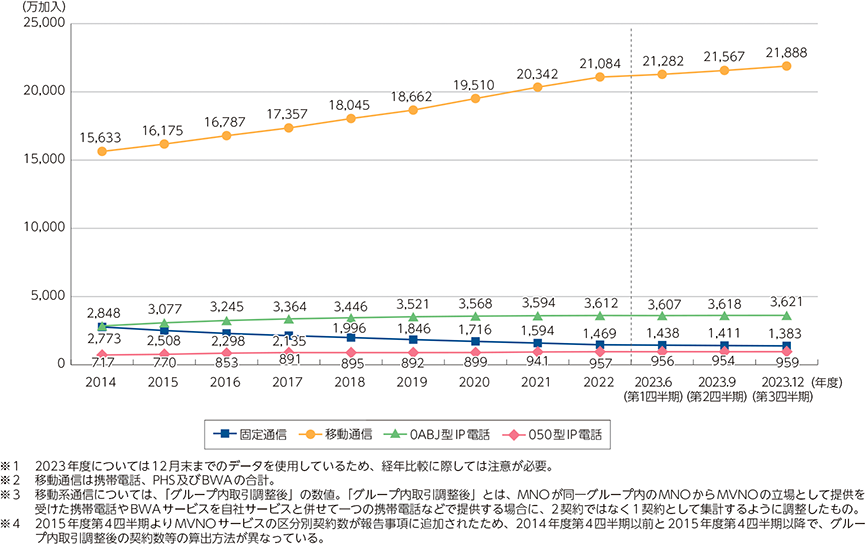 (万加入)
25,000
20,000
15,000
10,000
5,000
0
15,633 16,175 16,787 17,357 18,045 18,662 19,510 20,342 21,084 21,282 21,567 21,888
2,848 3,077 3,245 3,364 3,446 3,521 3,568 3,594 3,612 3,607 3,618 3,621
2,773 2,508 2,298 2,135 1,996 1,846 1,716 1,594 1,469 1,438 1,411 1,383
717 770 853 891 895 892 899 941 957 956 954 959
2014 2015 2016 2017 2018 2019 2020 2021 2022 2023.6 2023.9 2023.12 (年度)
(第1四半期) (第2四半期) (第3四半期)
固定通信 移動通信 0ABJ型IP電話 050型IP電話
※1 2023年度については12月末までのデータを使用しているため、経年比較に際しては注意が必要。
※2 移動通信は携帯電話、PHS及びBWAの合計。
※3 移動系通信については、「グループ内取引調整後」の数値。「グループ内取引調整後」とは、MNOが同一グループ内のMNOからMVNOの立場として提供を
受けた携帯電話やBWAサービスを自社サービスと併せて一つの携帯電話などで提供する場合に、2契約ではなく1契約として集計するように調整したもの。
※4 2015年度第4四半期よりMVNOサービスの区分別契約数が報告事項に追加されたため、2014年度第4四半期以前と2015年度第4四半期以降で、グルー
プ内取引調整後の契約数等の算出方法が異なっている。